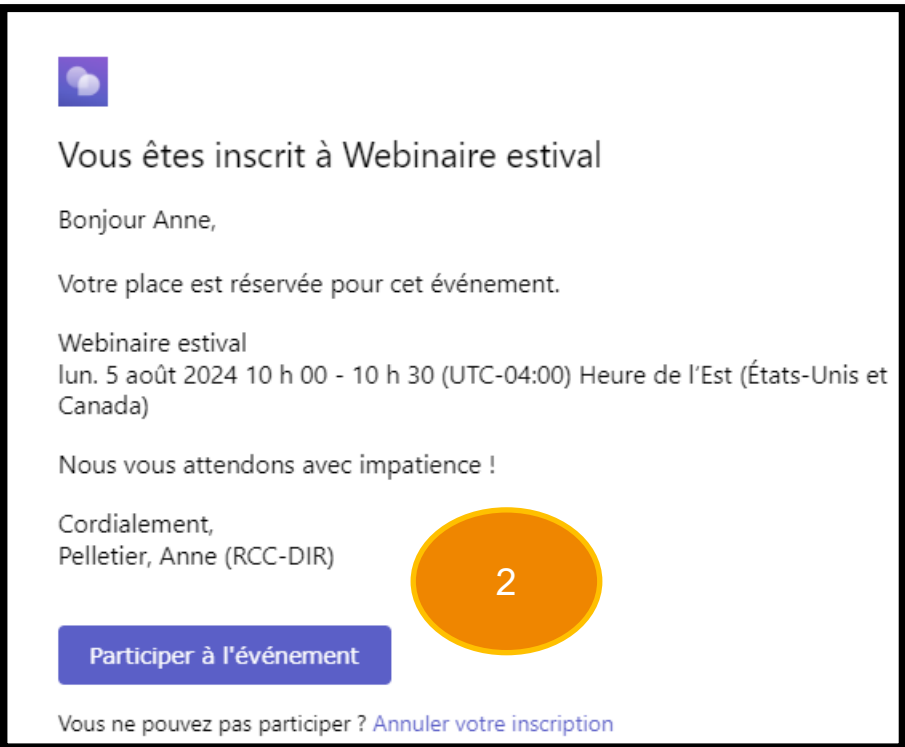 Vous êtes inscrit à Webinaire estival
Bonjour Anne,
Votre place est réservée pour cet événement.
Webinaire estival
lun. 5 août 2024 10 h 00 - 10 h 30 (UTC-04:00) Heure de l’Est (États-Unis et
Canada)
Nous vous attendons avec impatience !
Cordialement,
Pelletier, Anne (RCC-DIR)
2
Participer à l'événement
Vous ne pouvez pas participer ? Annuler votre inscription